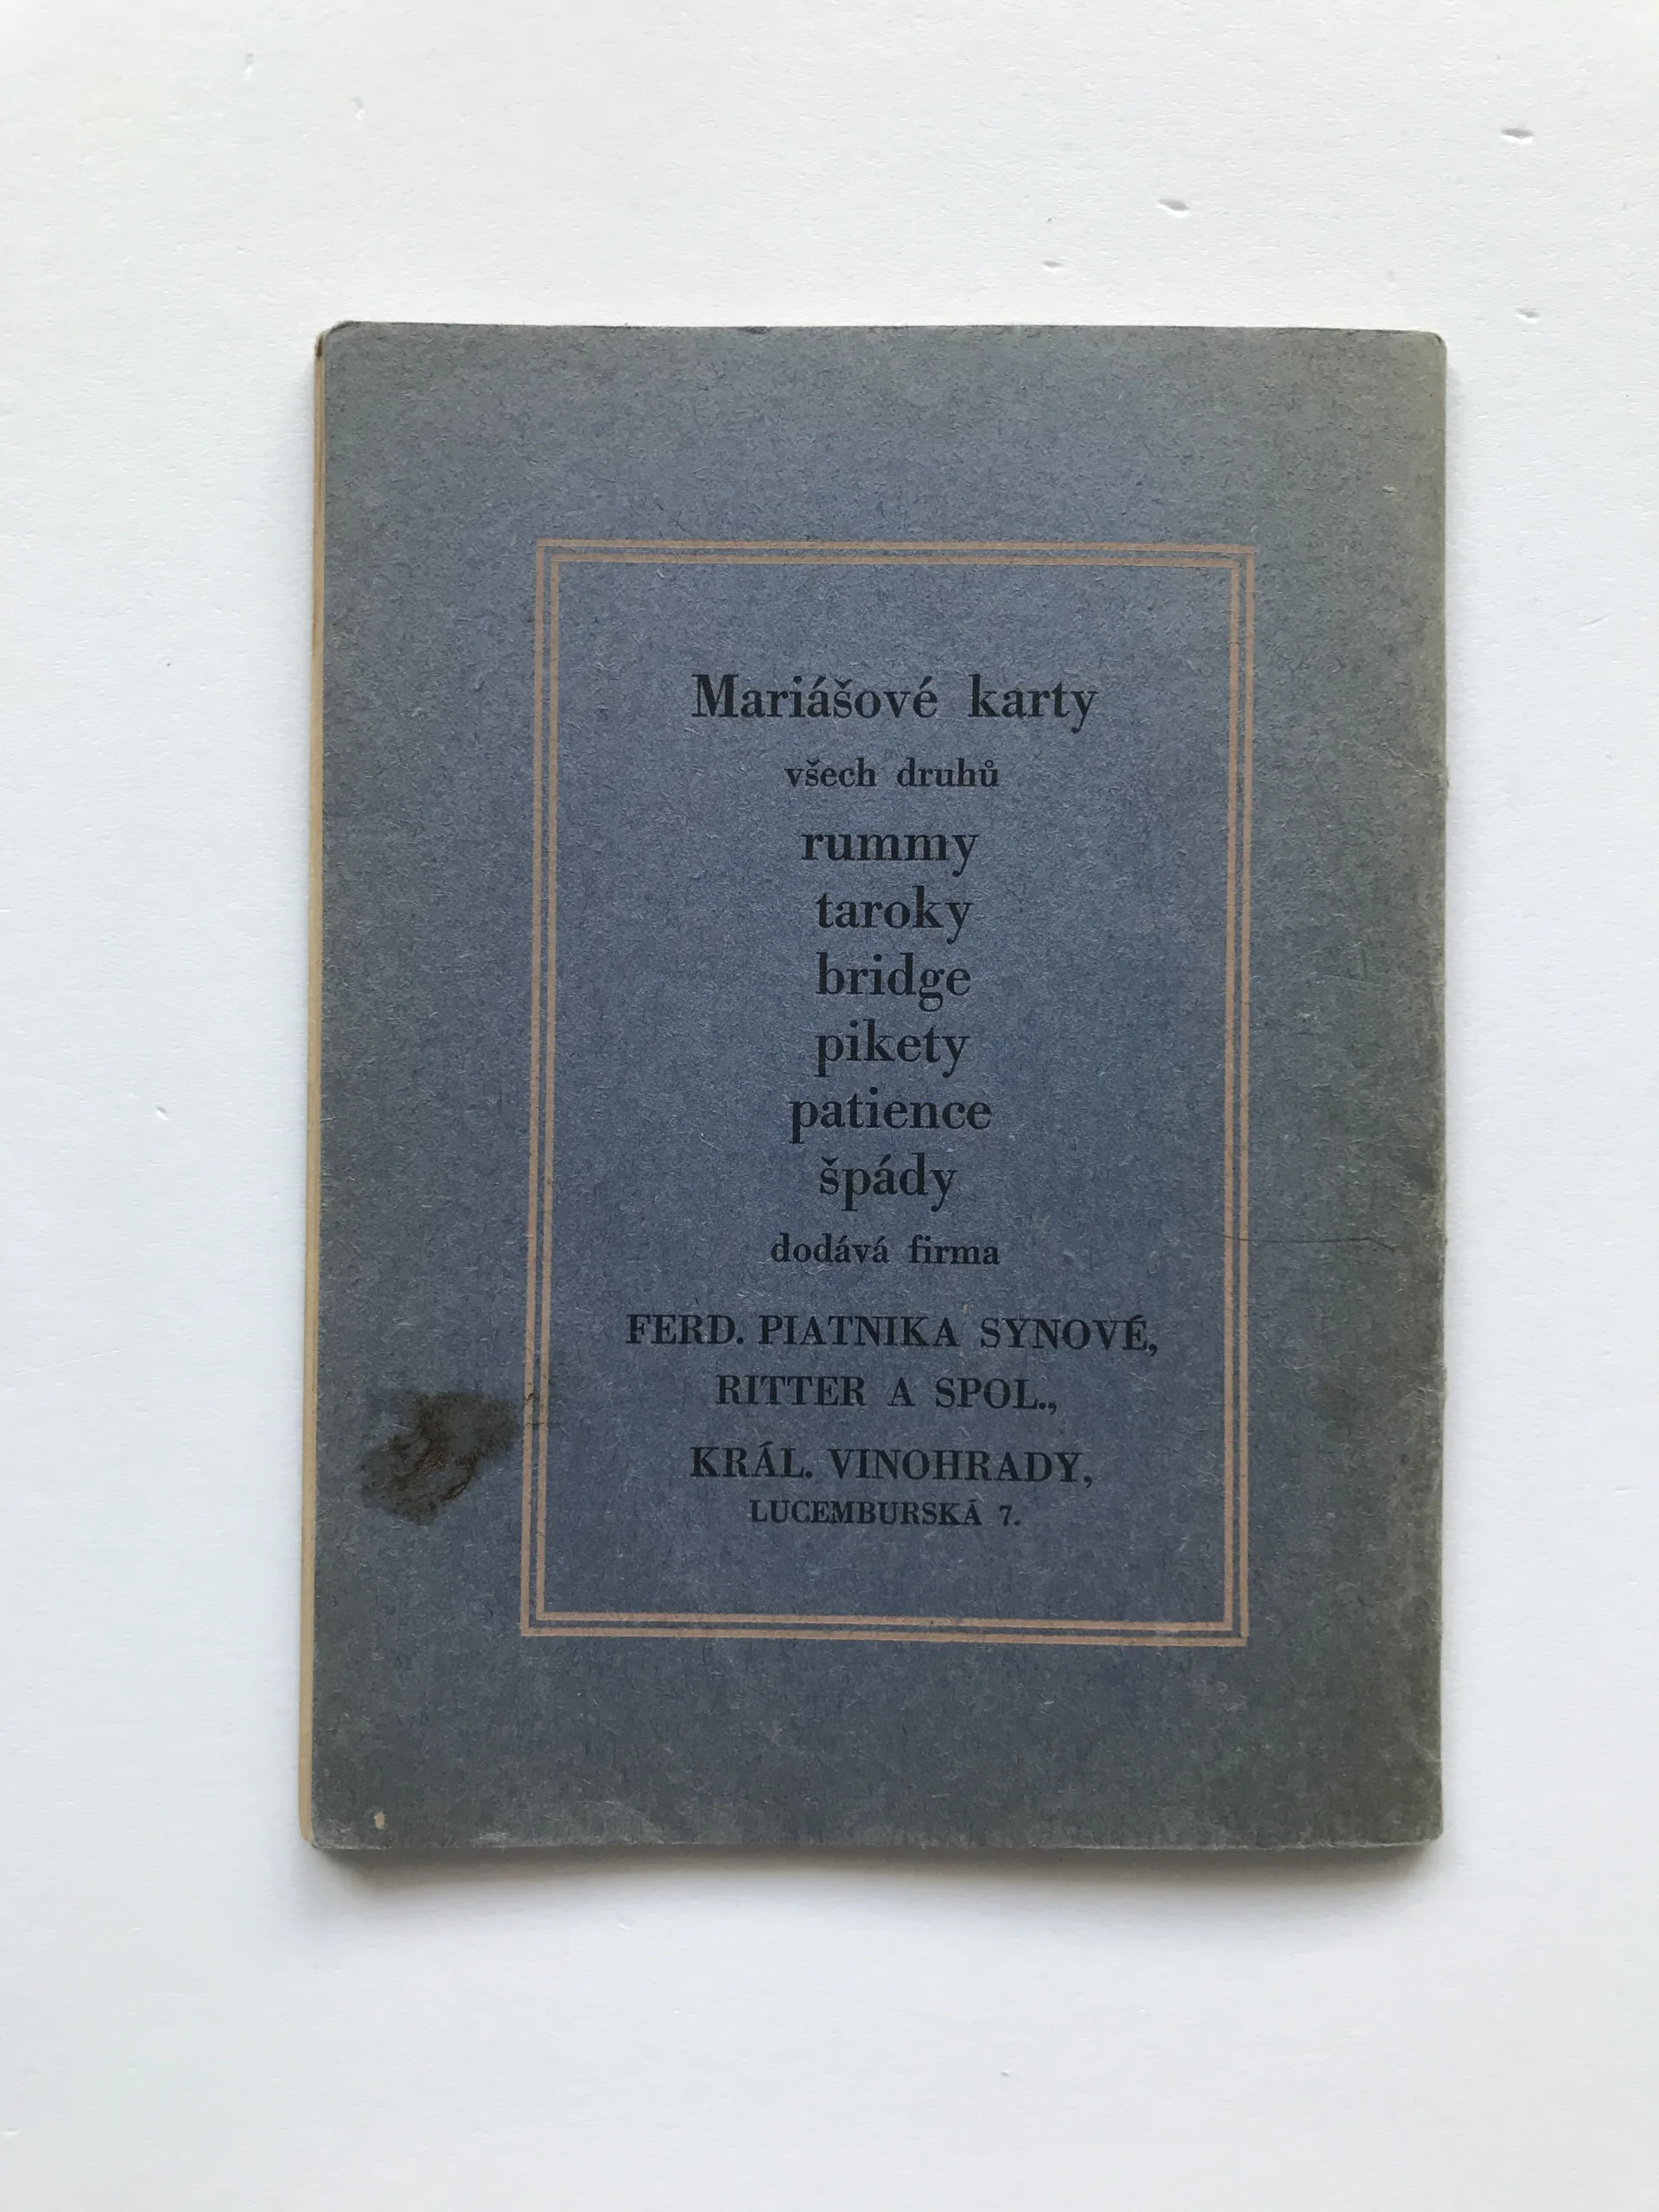 Mariášové karty
všech druhů
rummy
taroky
bridge
pikety
patience
špády
dodává firma
FERD. PIATNIKA SYNOVÉ,
RITTER A SPOL.,
KRÁL. VINOHRADY,
LUCEMBURSKÁ 7.